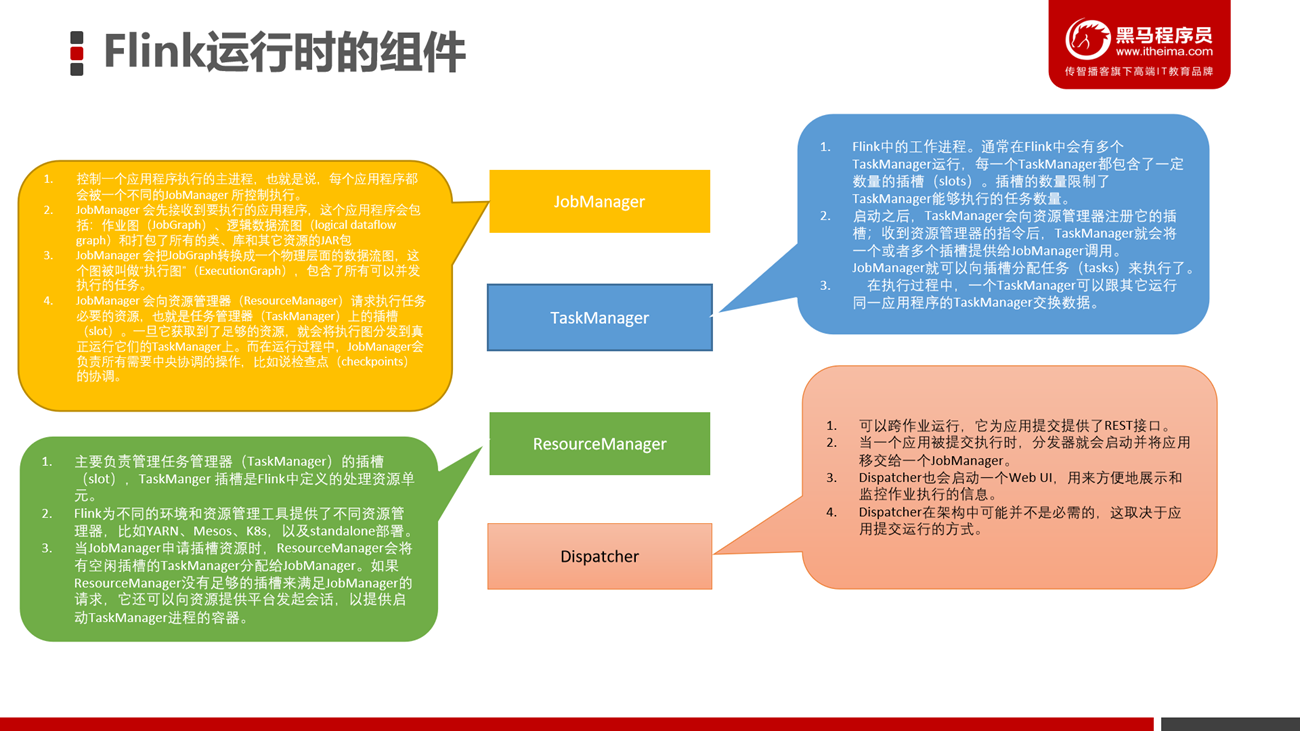 Flink运行时的组件
黑马程序员
www.itheima.com
传智播客旗下高端IT教育品牌
1. 控制一个应用程序执行的主进程，也就是说，每个应用程序都
会被一个不同的JobManager 所控制执行。
2. JobManager 会先接收到要执行的应用程序，这个应用程序会包
括：作业图（JobGraph）、逻辑数据流图（logical dataflow
graph）和打包了所有的类、库和其它资源的JAR包
3. JobManager 会把JobGraph转换成一个物理层面的数据流图，这
个图被叫做“执行图”（ExecutionGraph），包含了所有可以并发
执行的任务。
4. JobManager 会向资源管理器（ResourceManager）请求执行任务
必要的资源，也就是任务管理器（TaskManager）上的插槽
（slot）。一旦它获取到了足够的资源，就会将执行图分发到真
正运行它们的TaskManager上。而在运行过程中，JobManager会
负责所有需要中央协调的操作，比如说检查点（checkpoints）
的协调。
JobManager
1. Flink中的工作进程。通常在Flink中会有多个
TaskManager运行，每一个TaskManager都包含了一定
数量的插槽（slots）。插槽的数量限制了
TaskManager能够执行的任务数量。
2. 启动之后，TaskManager会向资源管理器注册它的插
槽；收到资源管理器的指令后，TaskManager就会将
一个或者多个插槽提供给JobManager调用。
JobManager就可以向插槽分配任务（tasks）来执行了。
3. 在执行过程中，一个TaskManager可以跟其它运行
同一应用程序的TaskManager交换数据。
TaskManager
1. 主要负责管理任务管理器（TaskManager）的插槽
（slot），TaskManger 插槽是Flink中定义的处理资源单
元。
2. Flink为不同的环境和资源管理工具提供了不同资源管
理器，比如YARN、Mesos、K8s，以及standalone部署。
3. 当JobManager申请插槽资源时，ResourceManager会将
有空闲插槽的TaskManager分配给JobManager。如果
ResourceManager没有足够的插槽来满足JobManager的
请求，它还可以向资源提供平台发起会话，以提供启
动TaskManager进程的容器。
ResourceManager
1. 可以跨作业运行，它为应用提交提供了REST接口。
2. 当一个应用被提交执行时，分发器就会启动并将应用
移交给一个JobManager。
3. Dispatcher也会启动一个Web UI，用来方便地展示和
监控作业执行的信息。
4. Dispatcher在架构中可能并不是必需的，这取决于应
用提交运行的方式。
Dispatcher